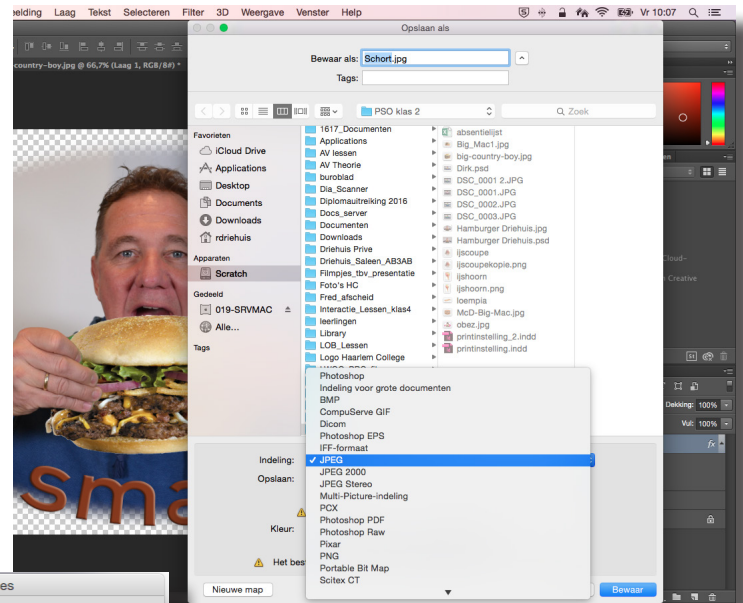 elding Laag Tekst Selecteren Filter 3D Weergave Venster Help Vr 10:07
Opslaan als
country-boy.jpg @ 66,7% (Laag 1, RGB/8#) *
Bewaar als: Schort.jpg
Tags:
PSO klas 2
Zoek
Favorieten
iCloud Drive
Applications
Desktop
Documents
Downloads
rdriehuis
Apparaten
Scratch
Gedeeld
019-SRVMAC
Alle...
Tags
1617_Documenten
Applications
AV lessen
AV Theorie
buroblad
Dia_Scanner
Diplomauitreiking 2016
Docs_server
Documenten
Downloads
Driehuis Prive
Driehuis_Saleen_AB3AB
Filmpjes_tbv_presentatie
Foto's HC
Fred_afscheid
Interactie_Lessen_klas4
leerlingen
Library
LOB_Lessen
Logo Haarlem College
absentielijst
Big_Mac1.jpg
big-country-boy.jpg
Dirk.psd
DSC_0001 2.JPG
DSC_0001.JPG
DSC_0002.JPG
DSC_0003.JPG
Hamburger Driehuis.jpg
Hamburger Driehuis.psd
ijscoupe
ijscoupekopie.png
ijshoorn
ijshoorn.png
loempia
McD-Big-Mac.jpg
obez.jpg
printinstelling_2.indd
printinstelling.indd
Cloud-
Creative
Photoshop
Indeling voor grote documenten
BMP
CompuServe GIF
Dicom
Photoshop EPS
IFF-formaat
Indeling: ✓ JPEG
JPEG 2000
Opslaan:
JPEG Stereo
Multi-Picture-indeling
PCX
Photoshop PDF
Kleur:
Photoshop Raw
Pixar
PNG
Het bes
Portable Bit Map
Scitex CT
Dekking: 100%
Vul: 100%
fx
sma
es
Nieuwe map
Bewaar